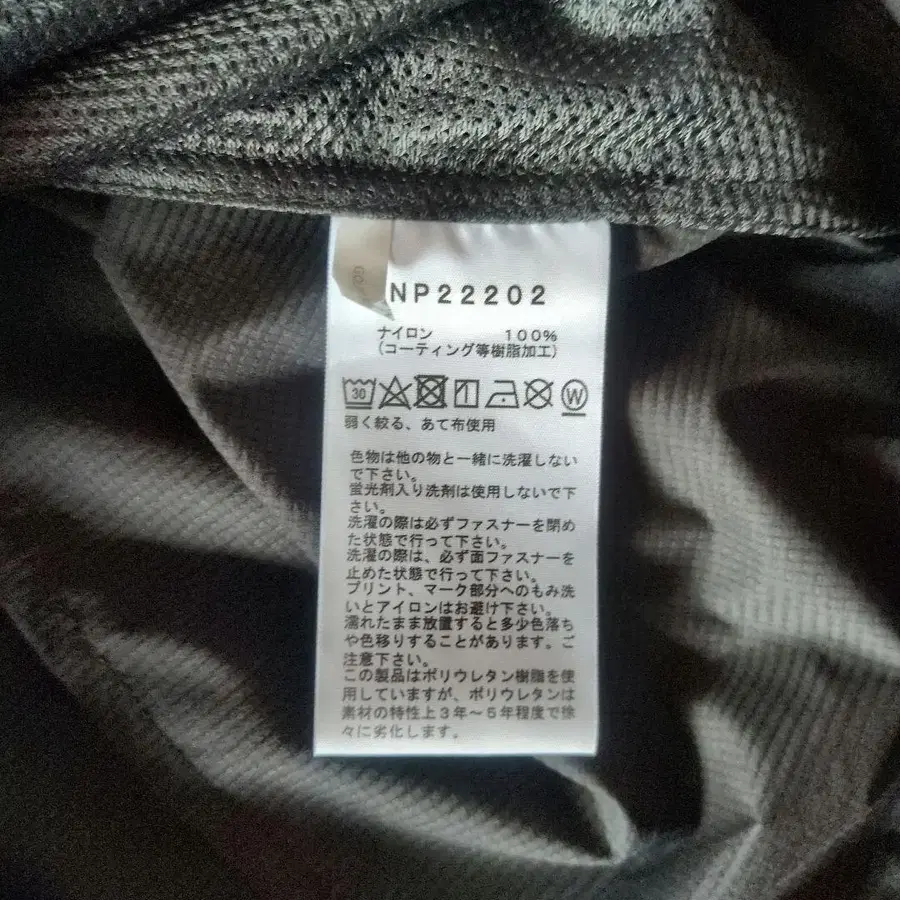 NP22202
ナイロン 100%
(コーティング等樹脂加工)
30 W
弱く絞る、あて布使用
色物は他の物と一緒に洗濯しない
で下さい。
蛍光剤入り洗剤は使用しないで下
さい。
洗濯の際は必ずファスナーを閉め
た状態で行って下さい。
洗濯の際は、必ず面ファスナーを
止めた状態で行って下さい。
プリント、マーク部分へのもみ洗
いとアイロンはお避け下さい。
濡れたまま放置すると多少色落ち
や色移りすることがあります。ご
注意下さい。
この製品はポリウレタン樹脂を使
用していますが、ポリウレタンは
素材の特性上3年～5年程度で徐
々に劣化します。